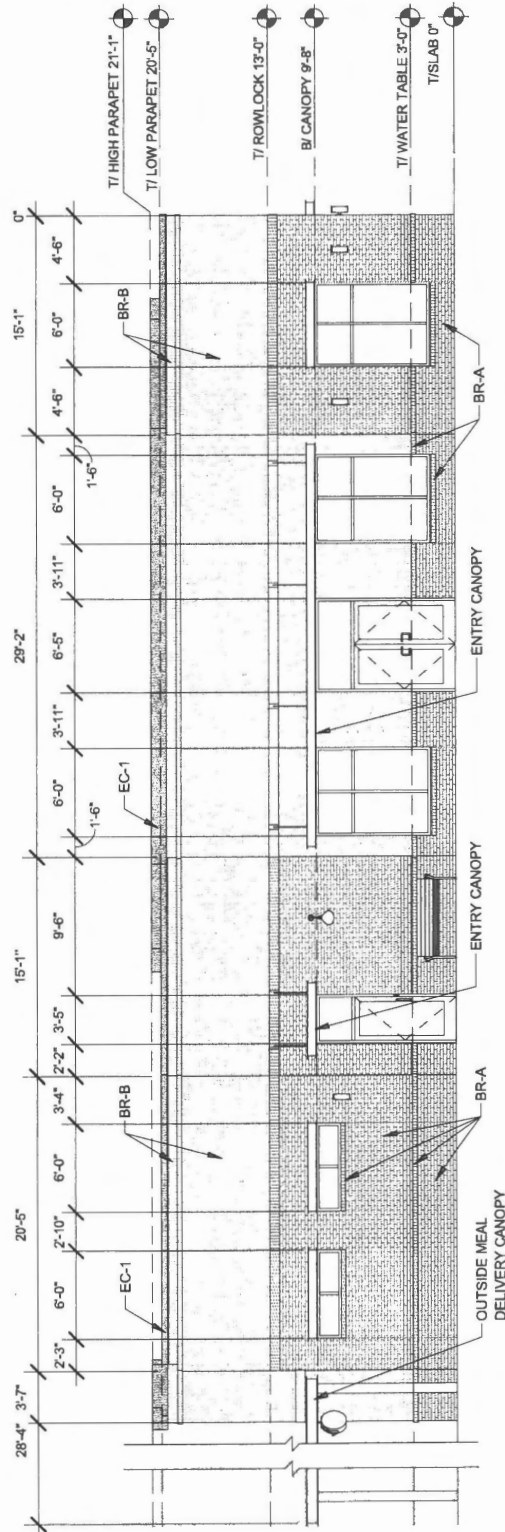 T/ HIGH PARAPET 21'-1"
T/ LOW PARAPET 20'-5"
T/ ROWLOCK 13'-0"
B/ CANOPY 9'-8"
T/ WATER TABLE 3'-0"
T/SLAB 0"
28'-4"
3'-7"
20'-5"
15'-1"
29'-2"
15'-1"
0"
2'-3"
6'-0"
2'-10"
6'-0"
3'-4"
2'-2"
3'-5"
9'-6"
1'-6"
6'-0"
3'-11"
6'-5"
3'-11"
6'-0"
1'-6"
4'-6"
6'-0"
4'-6"
EC-1
BR-B
EC-1
BR-B
OUTSIDE MEAL
DELIVERY CANOPY
BR-A
ENTRY CANOPY
ENTRY CANOPY
BR-A